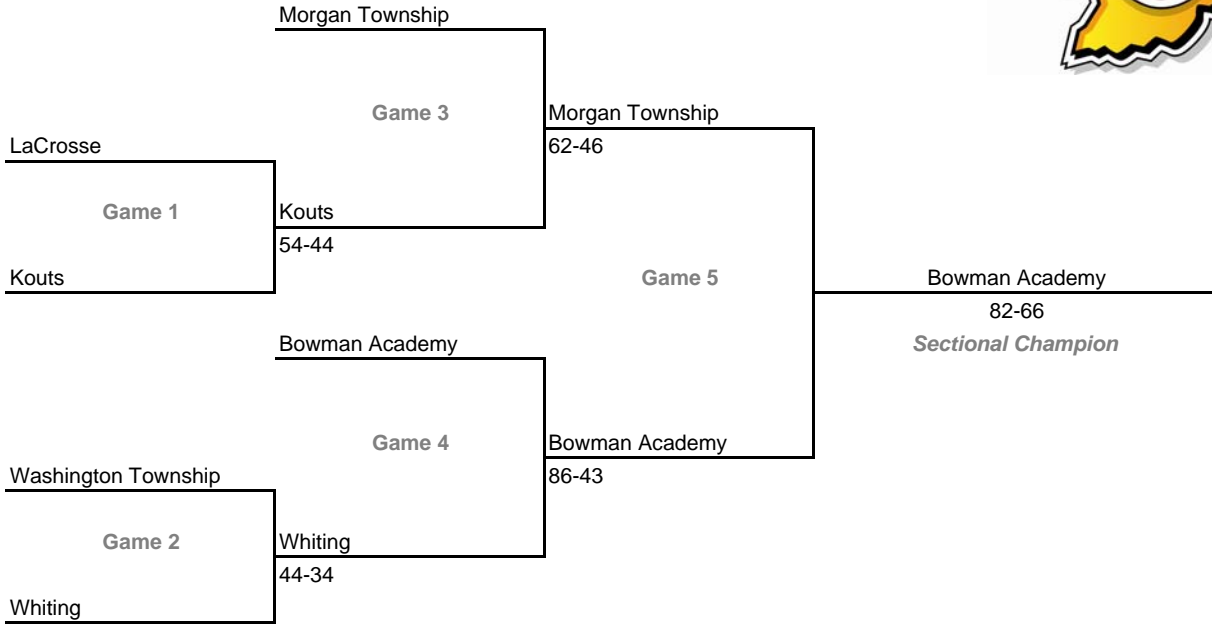 Morgan Township
Game 3
Morgan Township
LaCrosse
62-46
Game 1
Kouts
54-44
Kouts
Game 5
Bowman Academy
82-66
Bowman Academy
Sectional Champion
Game 4
Bowman Academy
Washington Township
86-43
Game 2
Whiting
44-34
Whiting